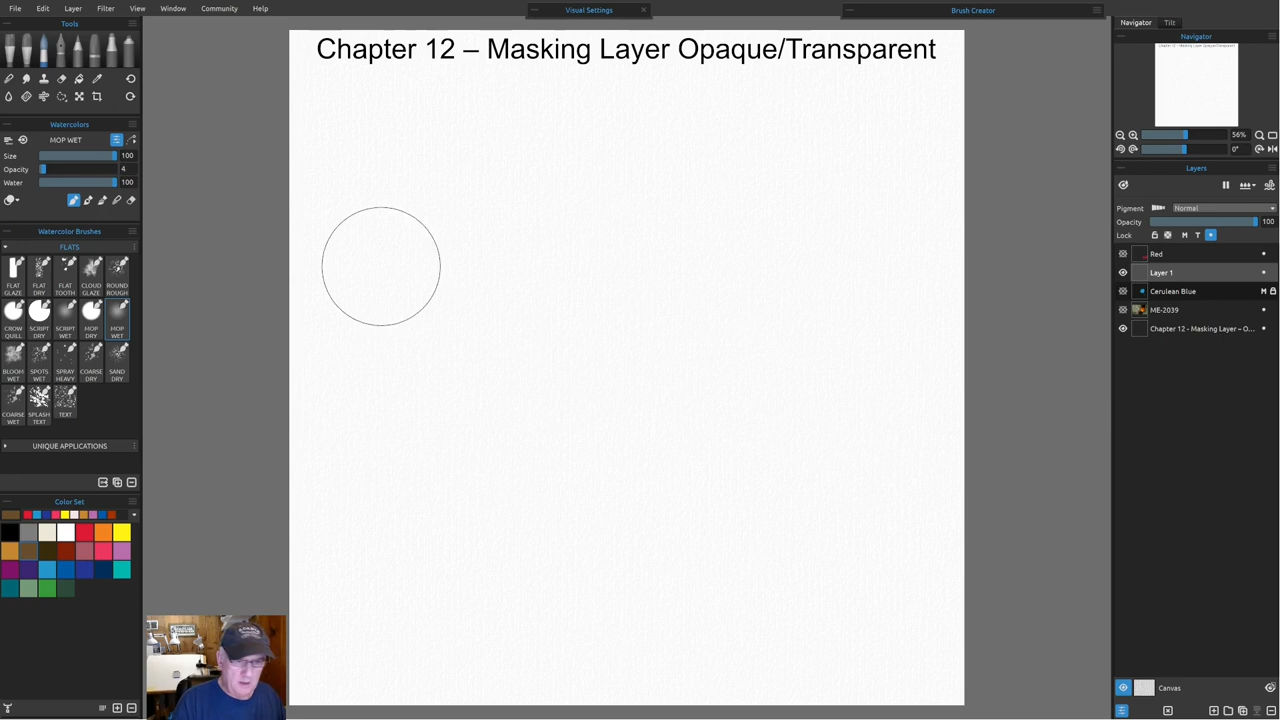 File Edit Layer Filter View Window Community Help
Visual Settings
Brush Creator
Tools
Chapter 12 – Masking Layer Opaque/Transparent
Navigator Tilt
Navigator
56%
0°
Watercolors
MOP WET
Size 100
Opacity 4
Water 100
Layers
Pigment Normal
Opacity 100
Lock M T
Watercolor Brushes
FLATS
FLAT GLAZE
FLAT DRY
FLAT TOOTH
CLOUD GLAZE
ROUND ROUGH
CROW QUILL
SCRIPT DRY
SCRIPT WET
MOP DRY
MOP WET
BLOOM WET
SPOTS WET
SPRAY HEAVY
COARSE DRY
SAND DRY
COARSE WET
SPLASH TEXT
TEXT
UNIQUE APPLICATIONS
Red
Layer 1
Cerulean Blue M
ME-2039
Chapter 12 - Masking Layer – O...
Color Set
Canvas